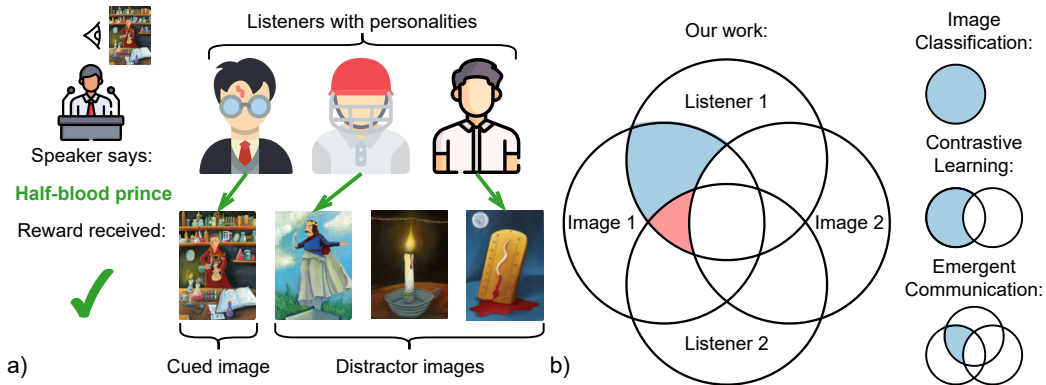 Listeners with personalities
Speaker says:
Half-blood prince
Reward received:
a)
Cued image
Distractor images
Our work:
Listener 1
Image 1
Image 2
Listener 2
b)
Image
Classification:
Contrastive
Learning:
Emergent
Communication: